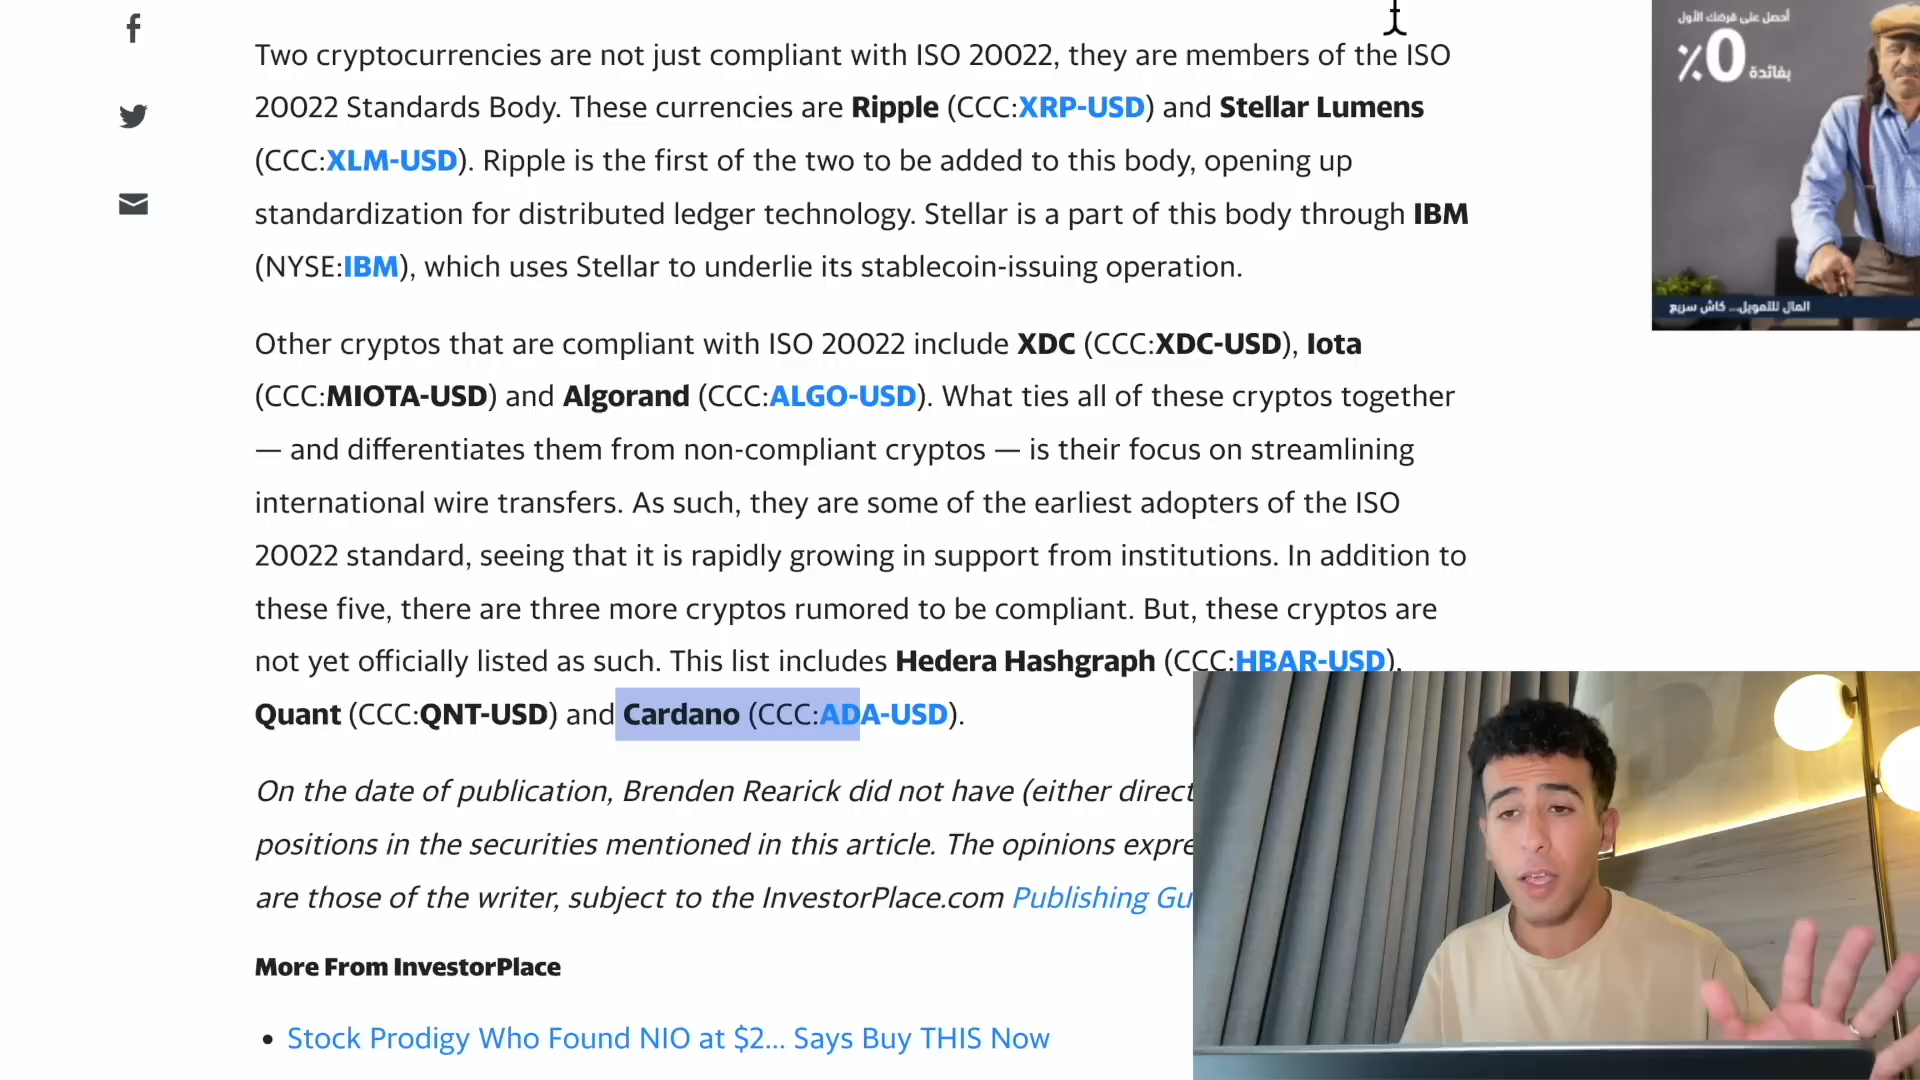 Two cryptocurrencies are not just compliant with ISO 20022, they are members of the ISO
20022 Standards Body. These currencies are Ripple (CCC:XRP-USD) and Stellar Lumens
(CCC:XLM-USD). Ripple is the first of the two to be added to this body, opening up
standardization for distributed ledger technology. Stellar is a part of this body through IBM
(NYSE:IBM), which uses Stellar to underlie its stablecoin-issuing operation.
Other cryptos that are compliant with ISO 20022 include XDC (CCC:XDC-USD), Iota
(CCC:MIOTA-USD) and Algorand (CCC:ALGO-USD). What ties all of these cryptos together
— and differentiates them from non-compliant cryptos — is their focus on streamlining
international wire transfers. As such, they are some of the earliest adopters of the ISO
20022 standard, seeing that it is rapidly growing in support from institutions. In addition to
these five, there are three more cryptos rumored to be compliant. But, these cryptos are
not yet officially listed as such. This list includes Hedera Hashgraph (CCC:HBAR-USD),
Quant (CCC:QNT-USD) and Cardano (CCC:ADA-USD).
On the date of publication, Brenden Rearick did not have (either direct
positions in the securities mentioned in this article. The opinions expre
are those of the writer, subject to the InvestorPlace.com Publishing Gu
More From InvestorPlace
• Stock Prodigy Who Found NIO at $2... Says Buy THIS Now
أحصل على قرضك الأول
بفائدة 0٪
المال للتمويل... كاش سريع